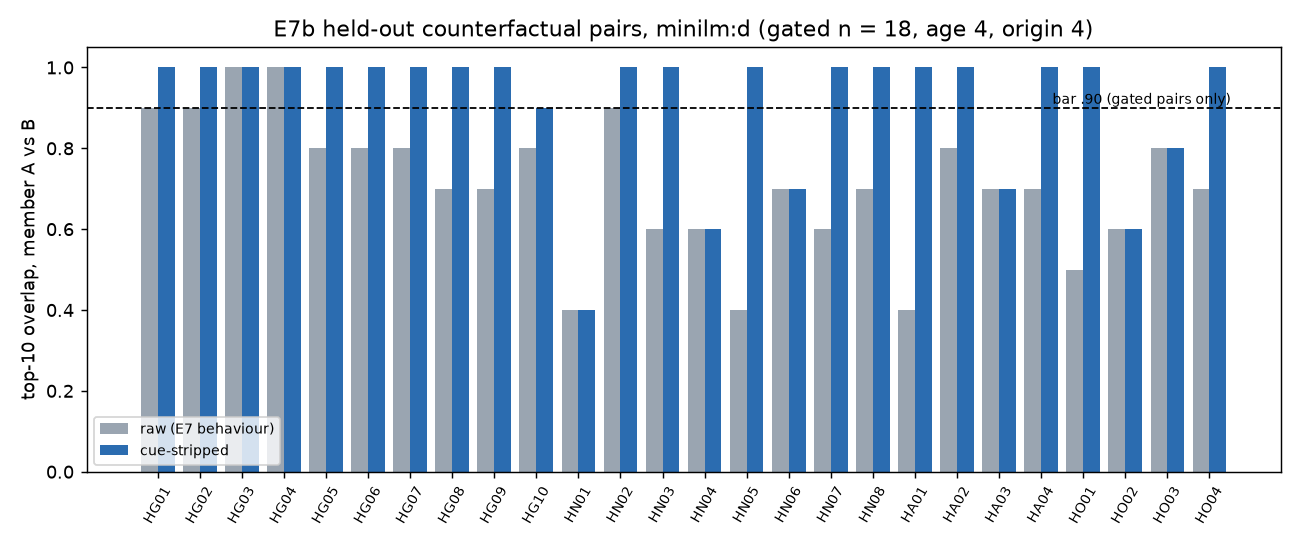 E7b held-out counterfactual pairs, minilm:d (gated n = 18, age 4, origin 4)
top-10 overlap, member A vs B
1.0
0.8
0.6
0.4
0.2
0.0
bar .90 (gated pairs only)
raw (E7 behaviour)
cue-stripped
HG01 HG02 HG03 HG04 HG05 HG06 HG07 HG08 HG09 HG10 HN01 HN02 HN03 HN04 HN05 HN06 HN07 HN08 HA01 HA02 HA03 HA04 HO01 HO02 HO03 HO04